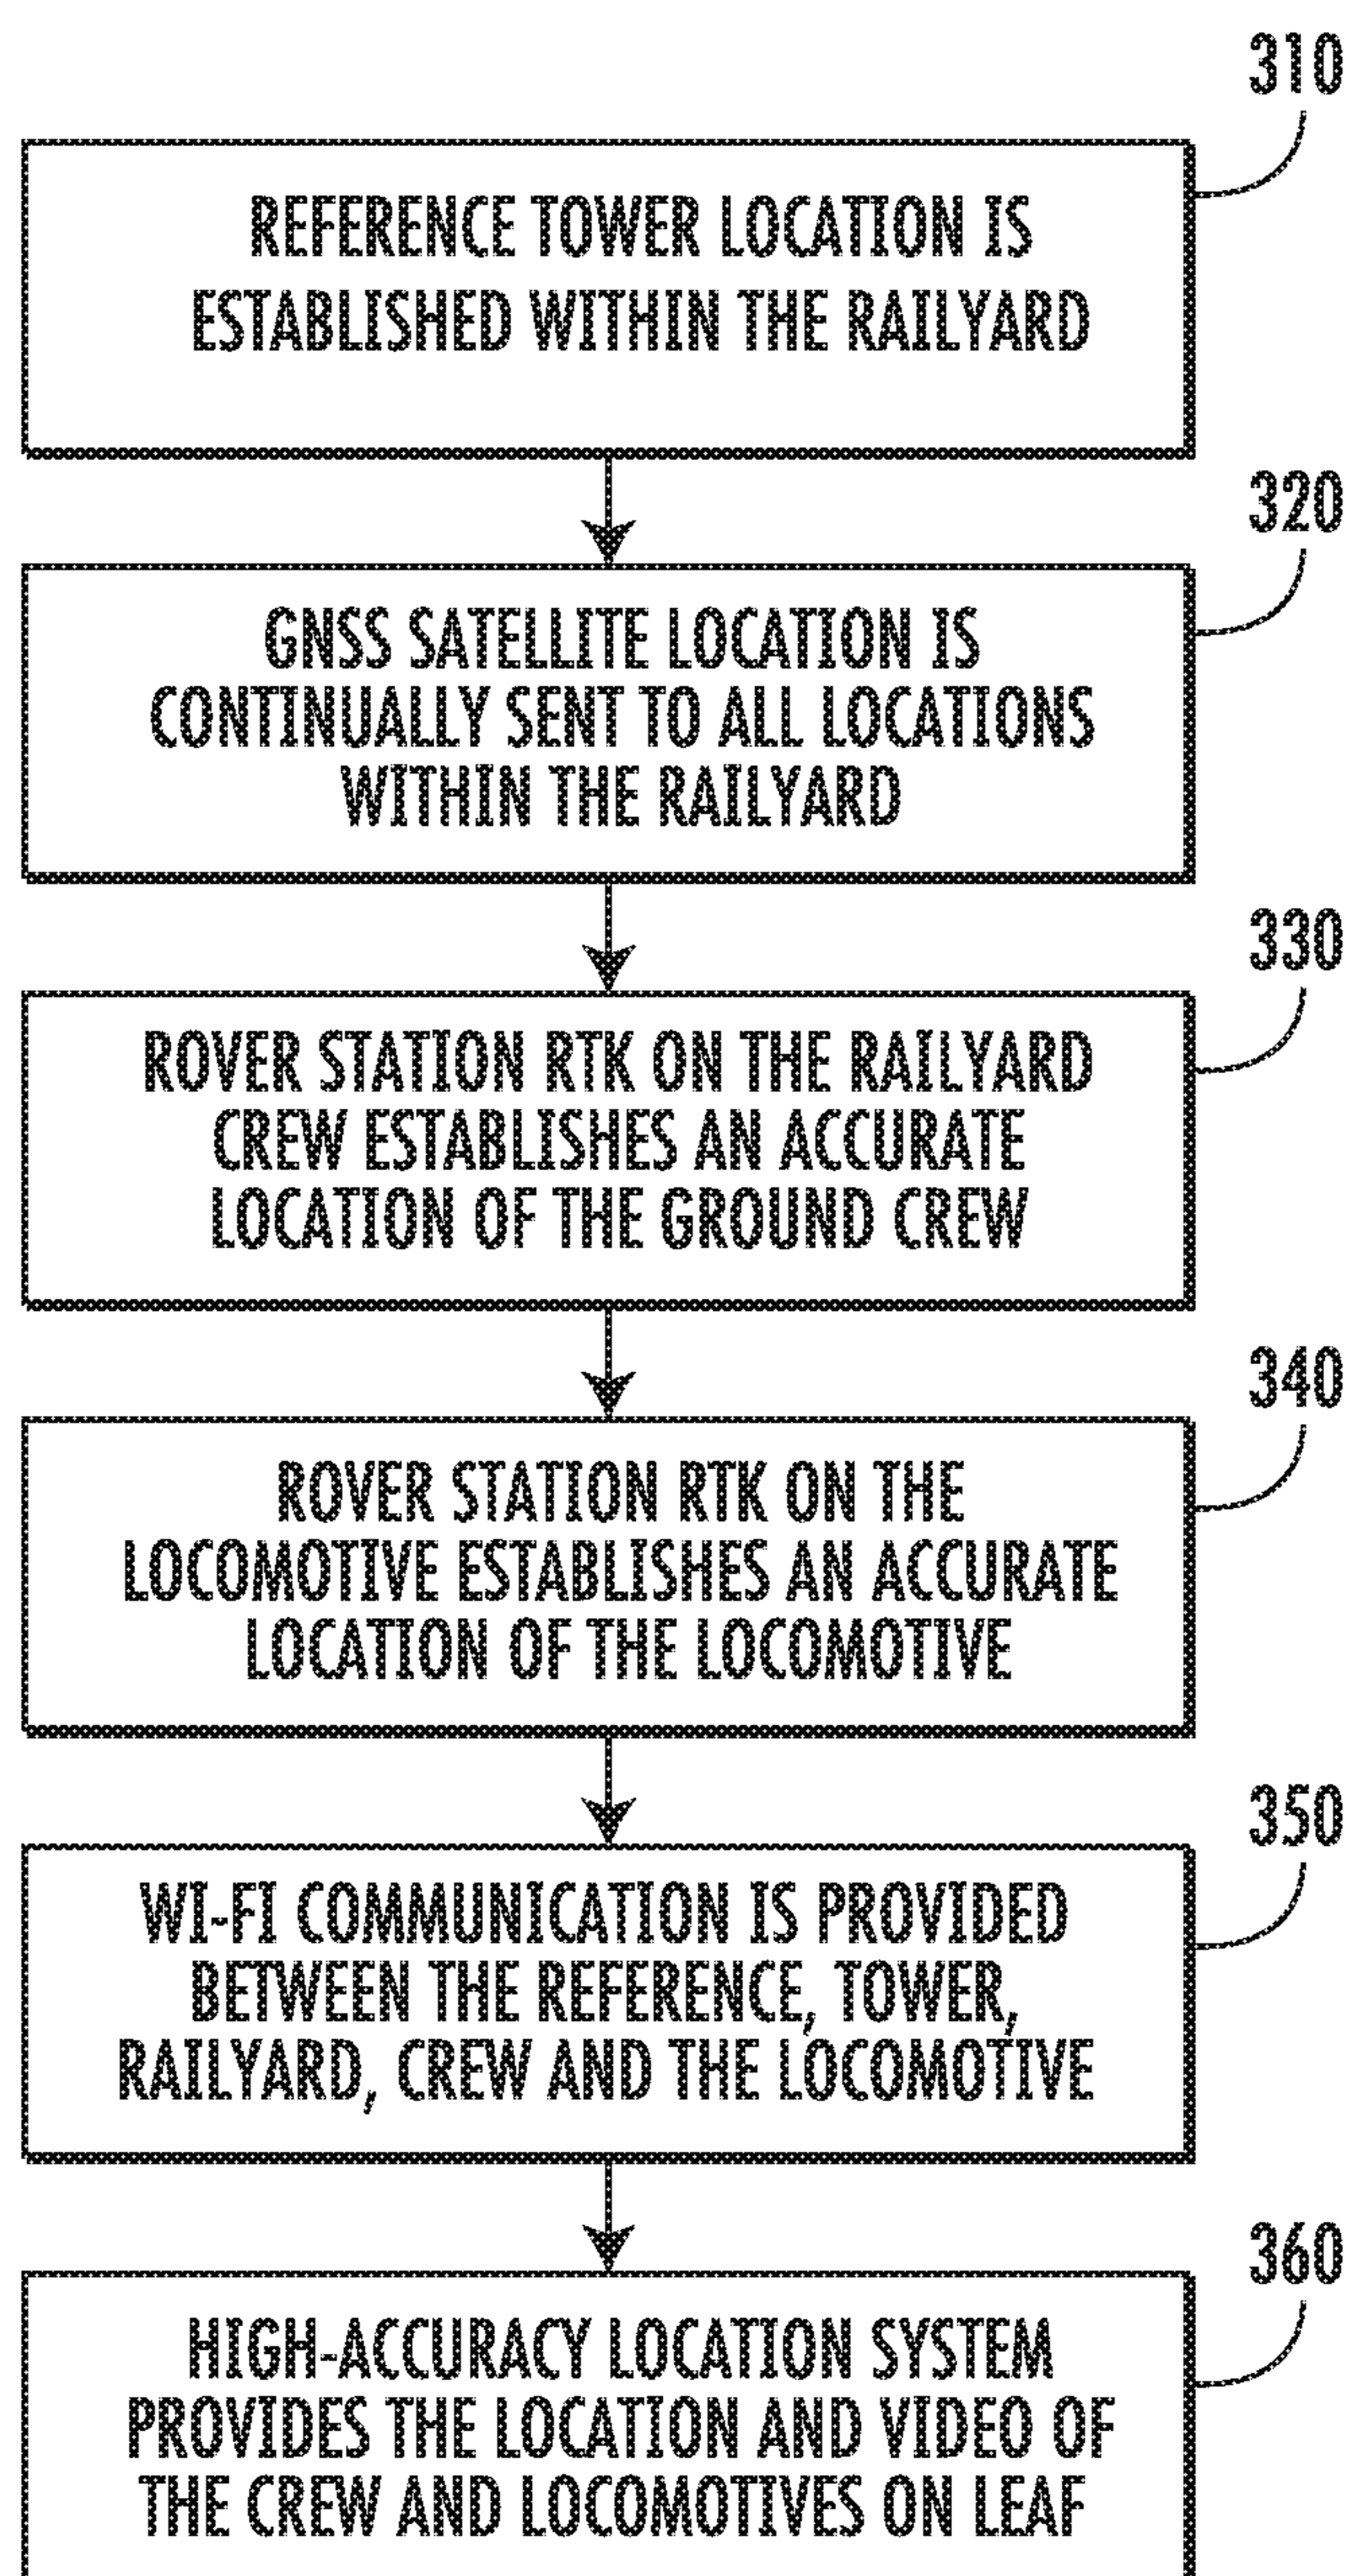 310
REFERENCE TOWER LOCATION IS
ESTABLISHED WITHIN THE RAILYARD
320
GNSS SATELLITE LOCATION IS
CONTINUALLY SENT TO ALL LOCATIONS
WITHIN THE RAILYARD
330
ROVER STATION RTK ON THE RAILYARD
CREW ESTABLISHES AN ACCURATE
LOCATION OF THE GROUND CREW
340
ROVER STATION RTK ON THE
LOCOMOTIVE ESTABLISHES AN ACCURATE
LOCATION OF THE LOCOMOTIVE
350
WI-FI COMMUNICATION IS PROVIDED
BETWEEN THE REFERENCE, TOWER,
RAILYARD, CREW AND THE LOCOMOTIVE
360
HIGH-ACCURACY LOCATION SYSTEM
PROVIDES THE LOCATION AND VIDEO OF
THE CREW AND LOCOMOTIVES ON LEAF